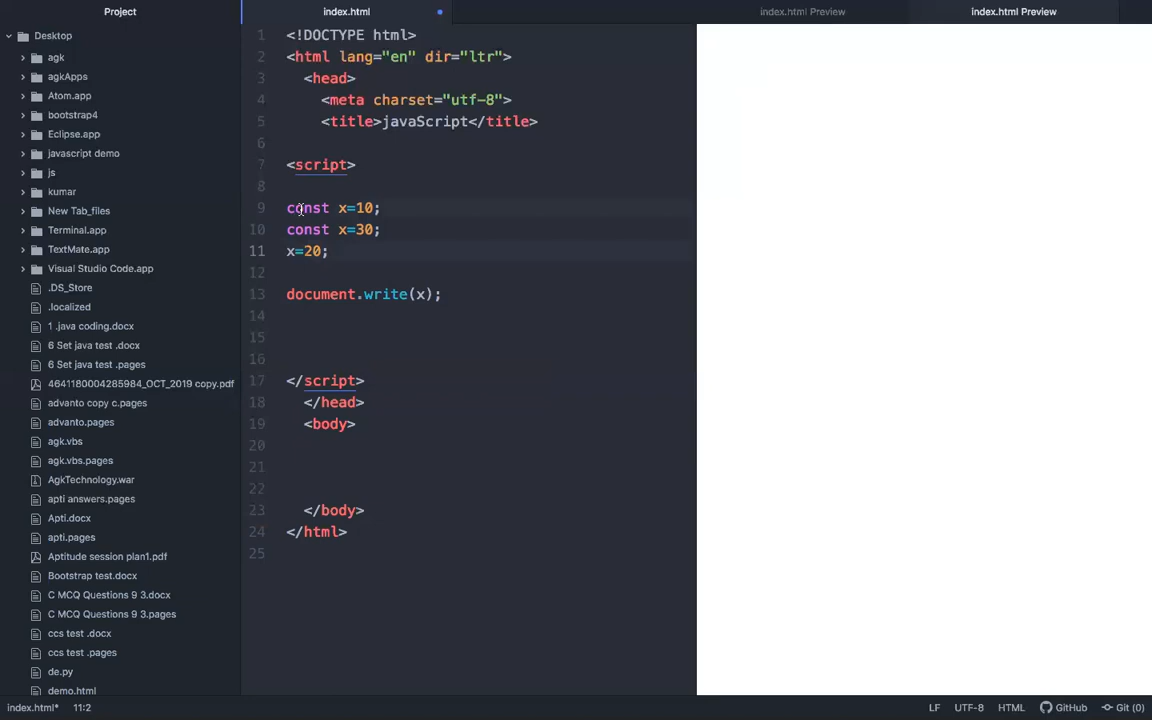 Project
index.html
index.html Preview
index.html Preview
Desktop
agk
agkApps
Atom.app
bootstrap4
Eclipse.app
javascript demo
js
kumar
New Tab_files
Terminal.app
TextMate.app
Visual Studio Code.app
.DS_Store
.localized
1 .java coding.docx
6 Set java test .docx
6 Set java test .pages
4641180004285984_OCT_2019 copy.pdf
advanto copy c.pages
advanto.pages
agk.vbs
agk.vbs.pages
AgkTechnology.war
apti answers.pages
Apti.docx
apti.pages
Aptitude session plan1.pdf
Bootstrap test.docx
C MCQ Questions 9 3.docx
C MCQ Questions 9 3.pages
ccs test .docx
ccs test .pages
de.py
demo.html
1 <!DOCTYPE html>
2 <html lang="en" dir="ltr">
3 <head>
4 <meta charset="utf-8">
5 <title>javaScript</title>
6
7 <script>
8
9 const x=10;
10 const x=30;
11 x=20;
12
13 document.write(x);
14
15
16
17 </script>
18 </head>
19 <body>
20
21
22
23 </body>
24 </html>
25
index.html* 11:2
LF UTF-8 HTML GitHub Git (0)